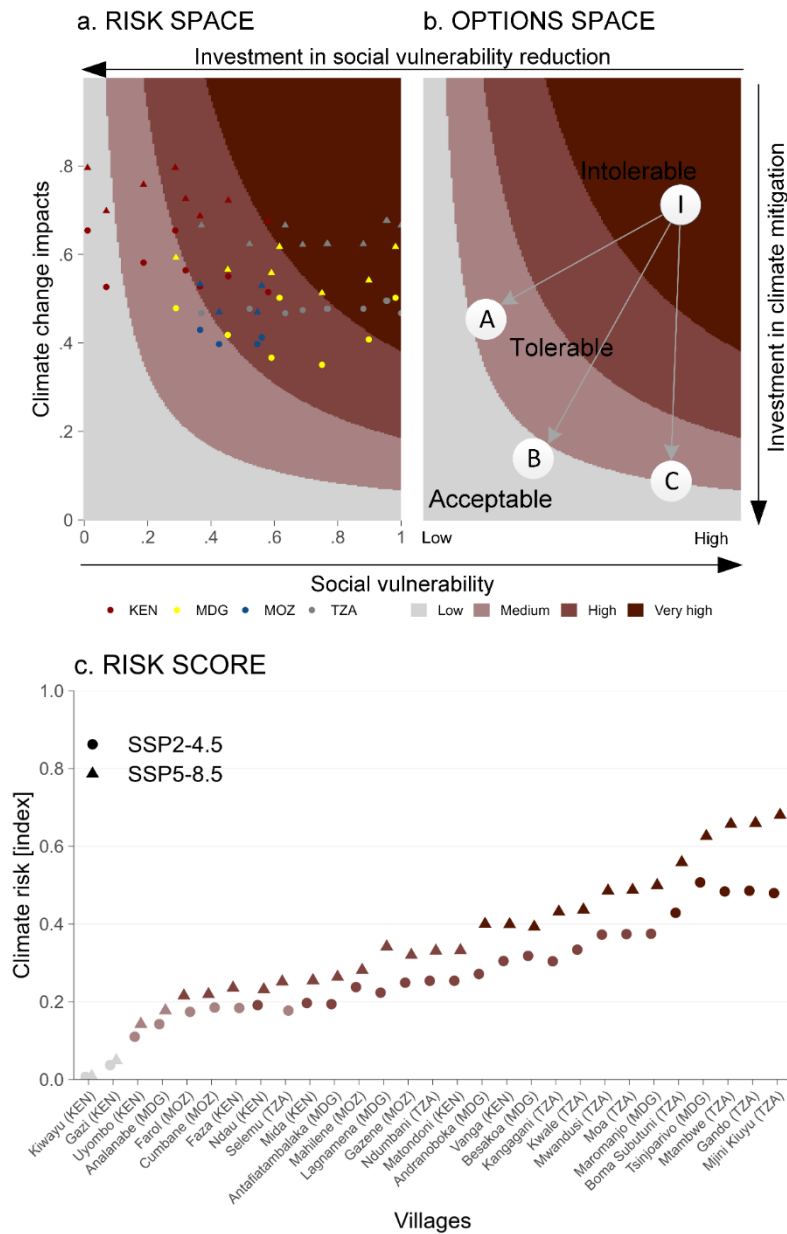 a. RISK SPACE
b. OPTIONS SPACE
Investment in social vulnerability reduction
Climate change impacts
.8
.6
.4
.2
0
0 .2 .4 .6 .8 1
Intolerable
I
A
Tolerable
B
C
Acceptable
Low High
Investment in climate mitigation
Social vulnerability
KEN MDG MOZ TZA Low Medium High Very high
c. RISK SCORE
SSP2-4.5
SSP5-8.5
Climate risk [index]
1.0
0.8
0.6
0.4
0.2
0.0
Kiwayu (KEN)
Gazi (KEN)
Uyombo (KEN)
Analanabe (MDG)
Farol (MOZ)
Cumbane (MOZ)
Faza (KEN)
Ndau (KEN)
Selemu (TZA)
Mida (KEN)
Antafiatambalaka (MDG)
Mahilene (MOZ)
Lagnamena (MDG)
Gazene (MOZ)
Ndumbani (TZA)
Matondoni (KEN)
Andranoboka (MDG)
Vanga (KEN)
Besakoa (MDG)
Kangagani (TZA)
Kwale (TZA)
Mwandusi (TZA)
Moa (TZA)
Maromanjo (MDG)
Boma Subutuni (TZA)
Tsinjoarivo (MDG)
Mtambwe (TZA)
Gando (TZA)
Mjini Kiuyu (TZA)
Villages